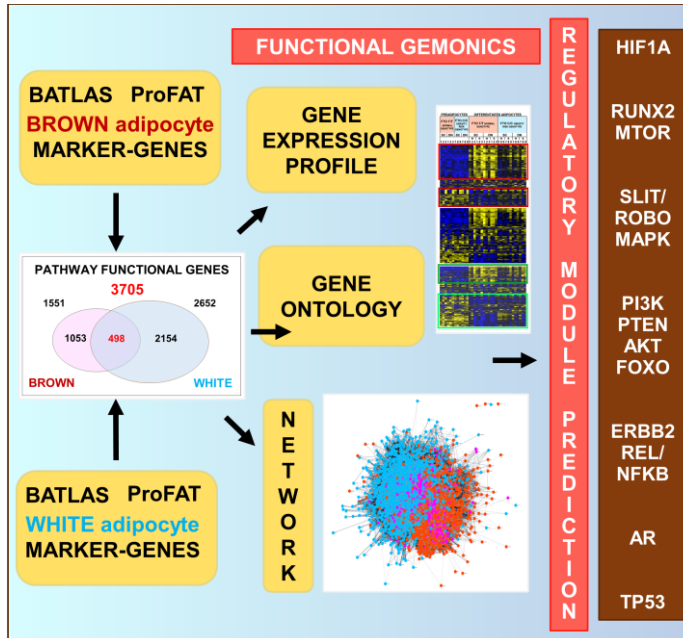 FUNCTIONAL GEMONICS
BATLAS ProFAT
BROWN adipocyte
MARKER-GENES
GENE
EXPRESSION
PROFILE
PATHWAY FUNCTIONAL GENES
3705
1551
2652
1053
498
2154
BROWN
WHITE
GENE
ONTOLOGY
BATLAS ProFAT
WHITE adipocyte
MARKER-GENES
NETWORK
REGULATORY MODULE PREDICTION
HIF1A
RUNX2
MTOR
SLIT/
ROBO
MAPK
PI3K
PTEN
AKT
FOXO
ERBB2
REL/
NFKB
AR
TP53